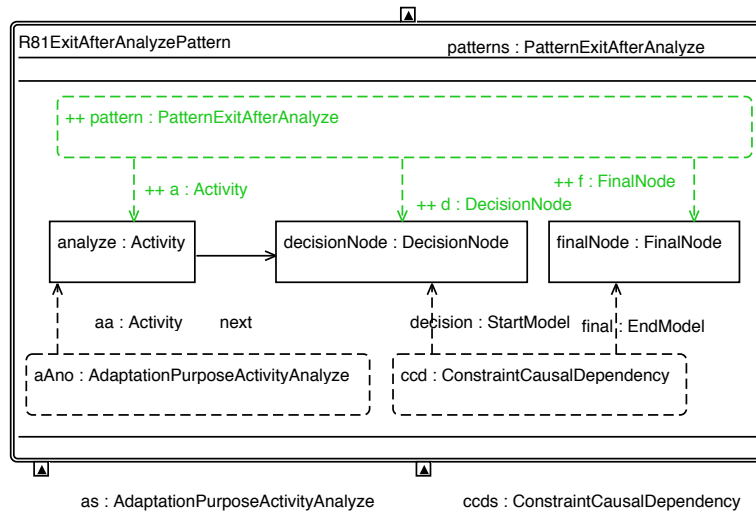 R81ExitAfterAnalyzePattern
patterns : PatternExitAfterAnalyze
++ pattern : PatternExitAfterAnalyze
++ a : Activity
++ f : FinalNode
++ d : DecisionNode
analyze : Activity
decisionNode : DecisionNode
finalNode : FinalNode
aa : Activity
next
decision : StartModel
final : EndModel
aAno : AdaptationPurposeActivityAnalyze
ccd : ConstraintCausalDependency
as : AdaptationPurposeActivityAnalyze
ccds : ConstraintCausalDependency